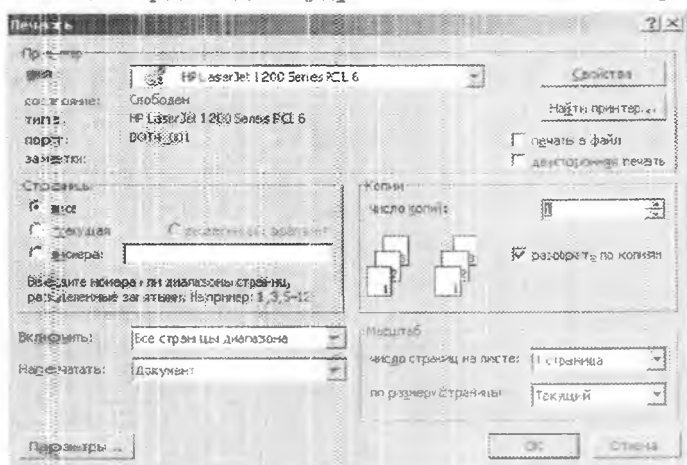 Печать
Принтер
имя: HP LaserJet 1200 Series PCL 6 Свойства
состояние: Свободен
тип: HP LaserJet 1200 Series PCL 6 Найти принтер...
порт: DOT4_001 печать в файл
заметки: двусторонняя печать
Страницы
все
текущая выделенный фрагмент
номера:
Введите номера или диапазоны страниц,
разделенные запятыми. Например: 1,3,5-12
Копии
число копий: 1
разобрать по копиям
Включить: Все страницы диапазона
Напечатать: Документ
Масштаб
число страниц на листе: 1 страница
по размеру страницы: Текущий
Параметры... ОК Отмена